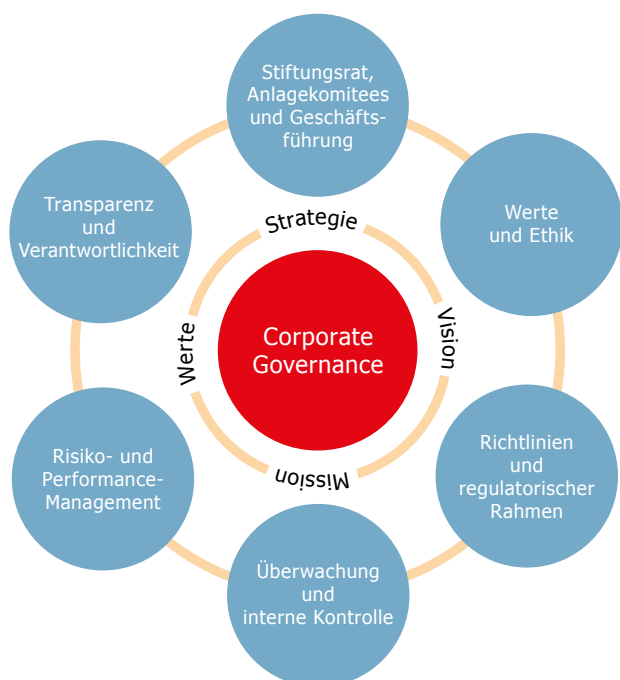 Stiftungsrat,
Anlagekomitees
und Geschäfts-
führung
Transparenz
und
Verantwortlichkeit
Werte
und Ethik
Strategie
Vision
Werte
Mission
Corporate
Governance
Risiko- und
Performance-
Management
Richtlinien
und
regulatorischer
Rahmen
Überwachung
und
interne Kontrolle